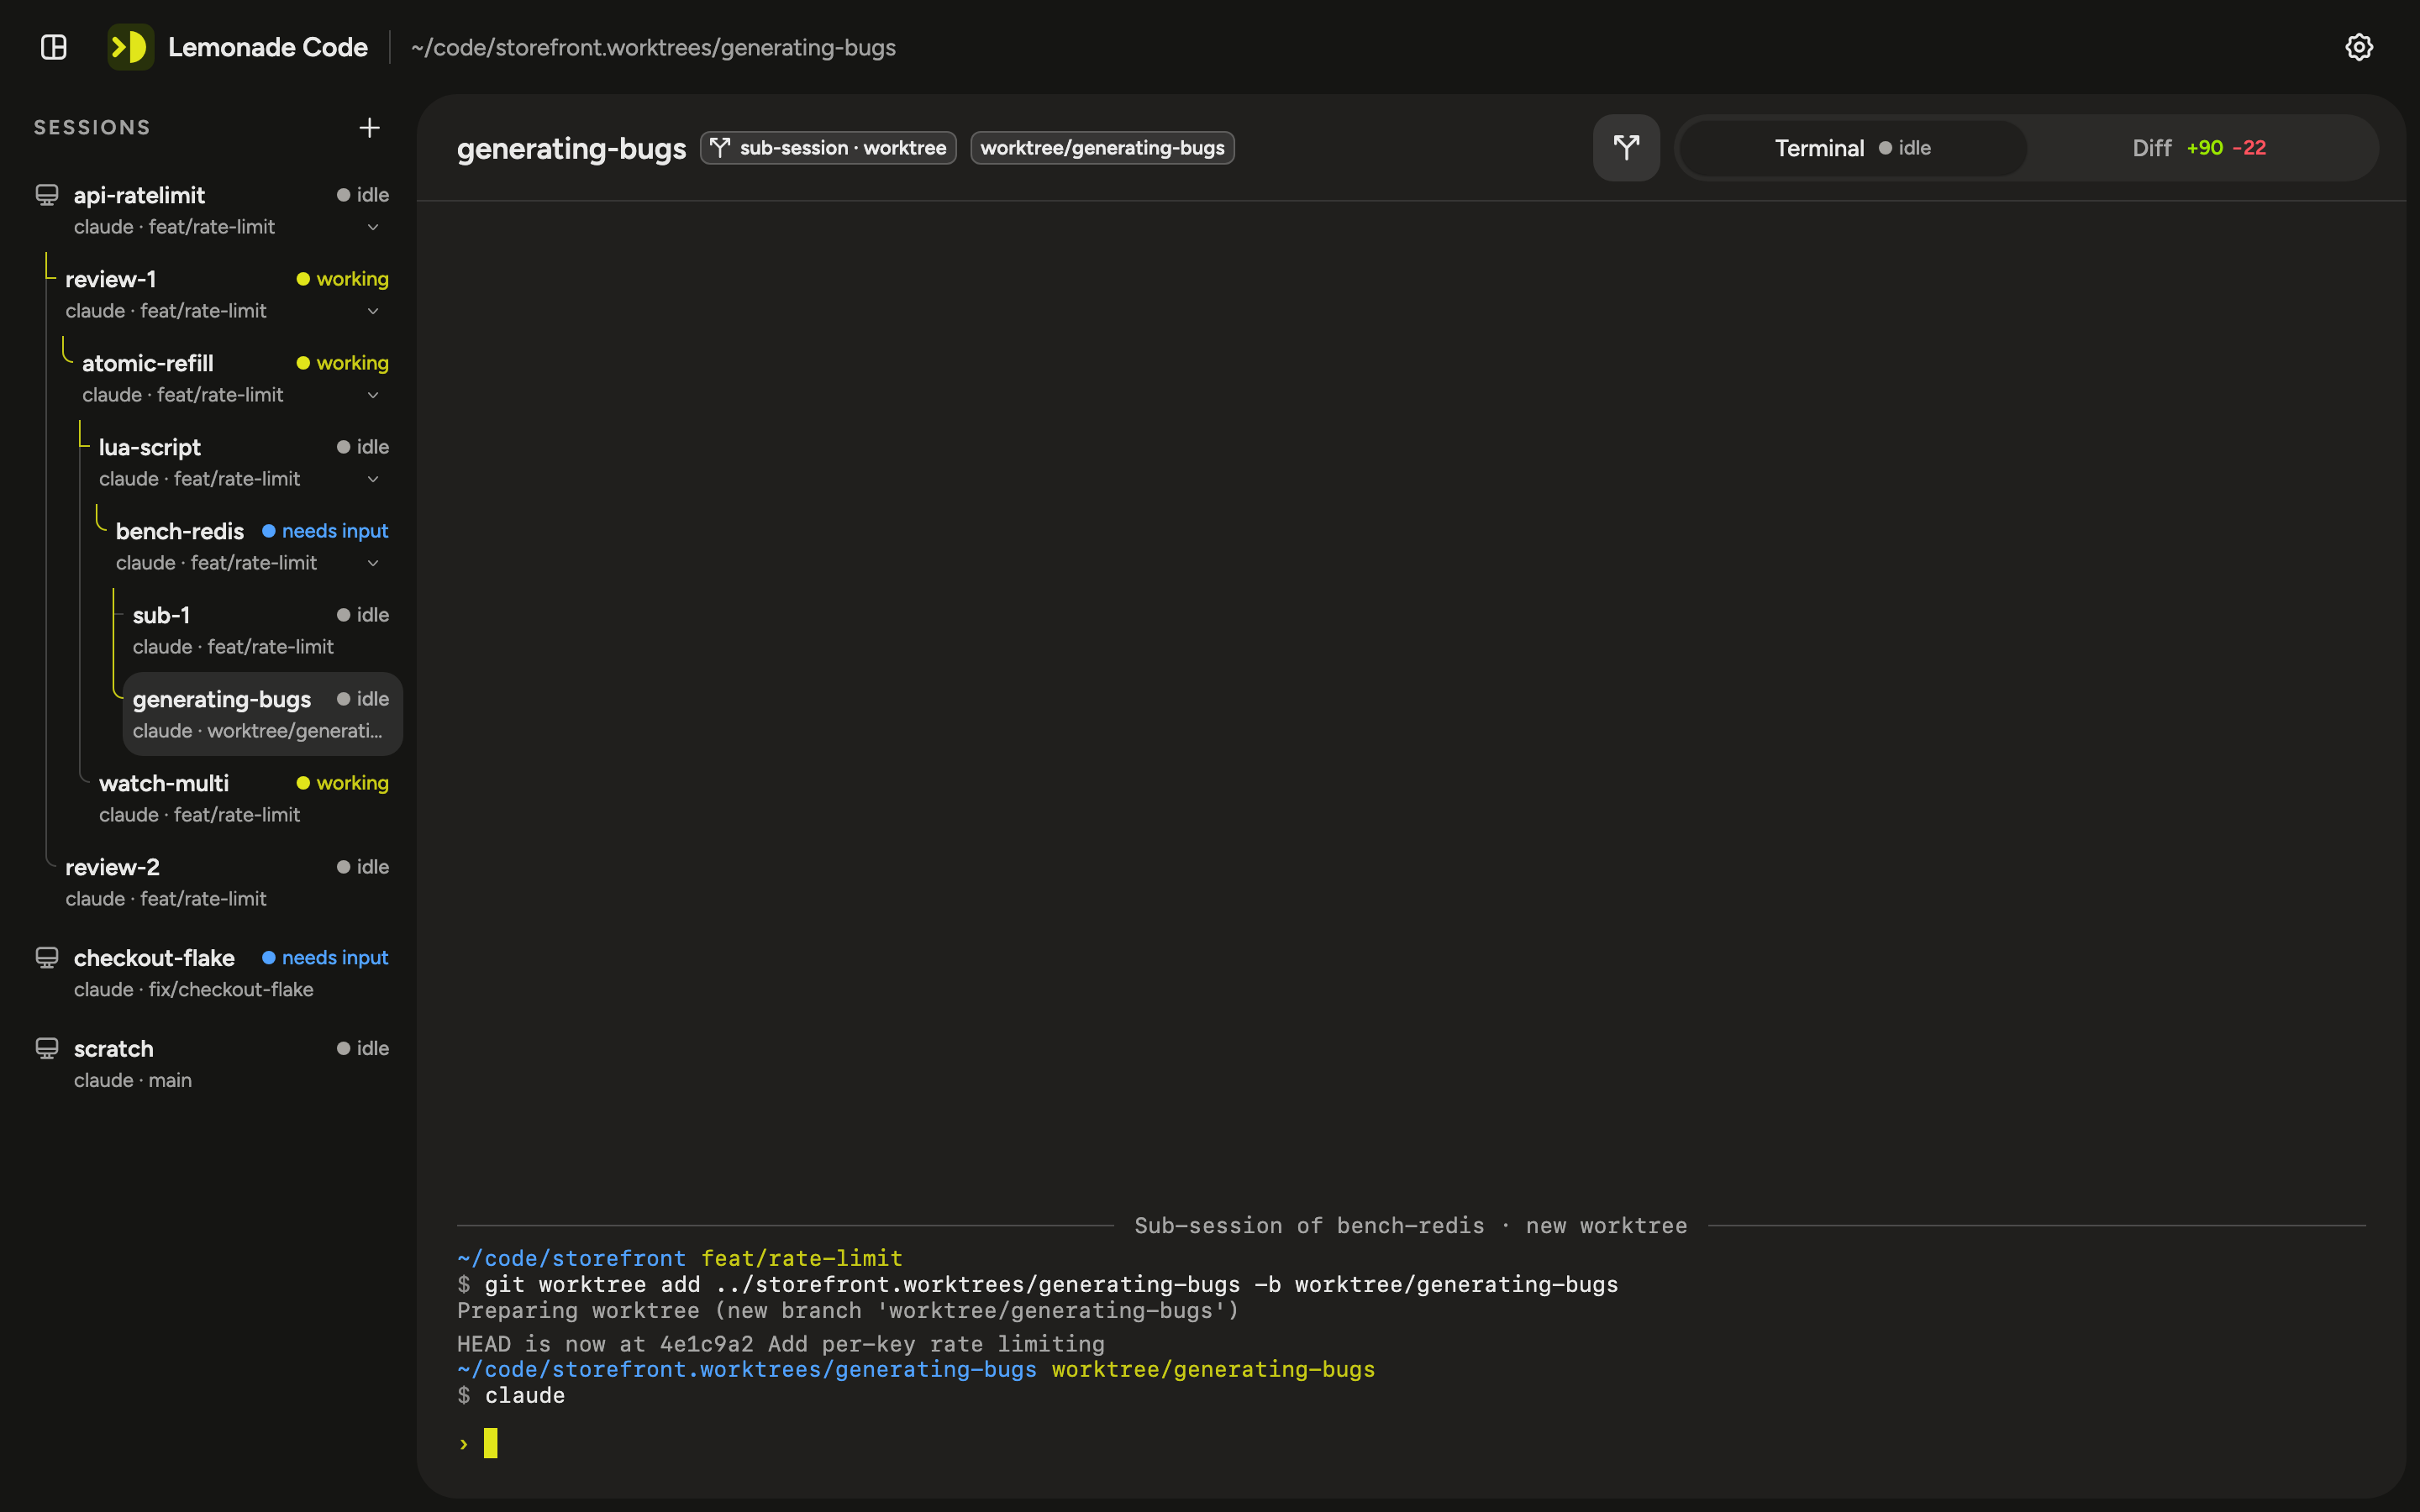 Lemonade Code
~/code/storefront.worktrees/generating-bugs
SESSIONS
api-ratelimit idle
claude · feat/rate-limit
review-1 working
claude · feat/rate-limit
atomic-refill working
claude · feat/rate-limit
lua-script idle
claude · feat/rate-limit
bench-redis needs input
claude · feat/rate-limit
sub-1 idle
claude · feat/rate-limit
generating-bugs idle
claude · worktree/generati...
watch-multi working
claude · feat/rate-limit
review-2 idle
claude · feat/rate-limit
checkout-flake needs input
claude · fix/checkout-flake
scratch idle
claude · main
generating-bugs sub-session · worktree worktree/generating-bugs
Terminal idle Diff +90 -22
Sub-session of bench-redis · new worktree
~/code/storefront feat/rate-limit
$ git worktree add ../storefront.worktrees/generating-bugs -b worktree/generating-bugs
Preparing worktree (new branch 'worktree/generating-bugs')
HEAD is now at 4e1c9a2 Add per-key rate limiting
~/code/storefront.worktrees/generating-bugs worktree/generating-bugs
$ claude
›